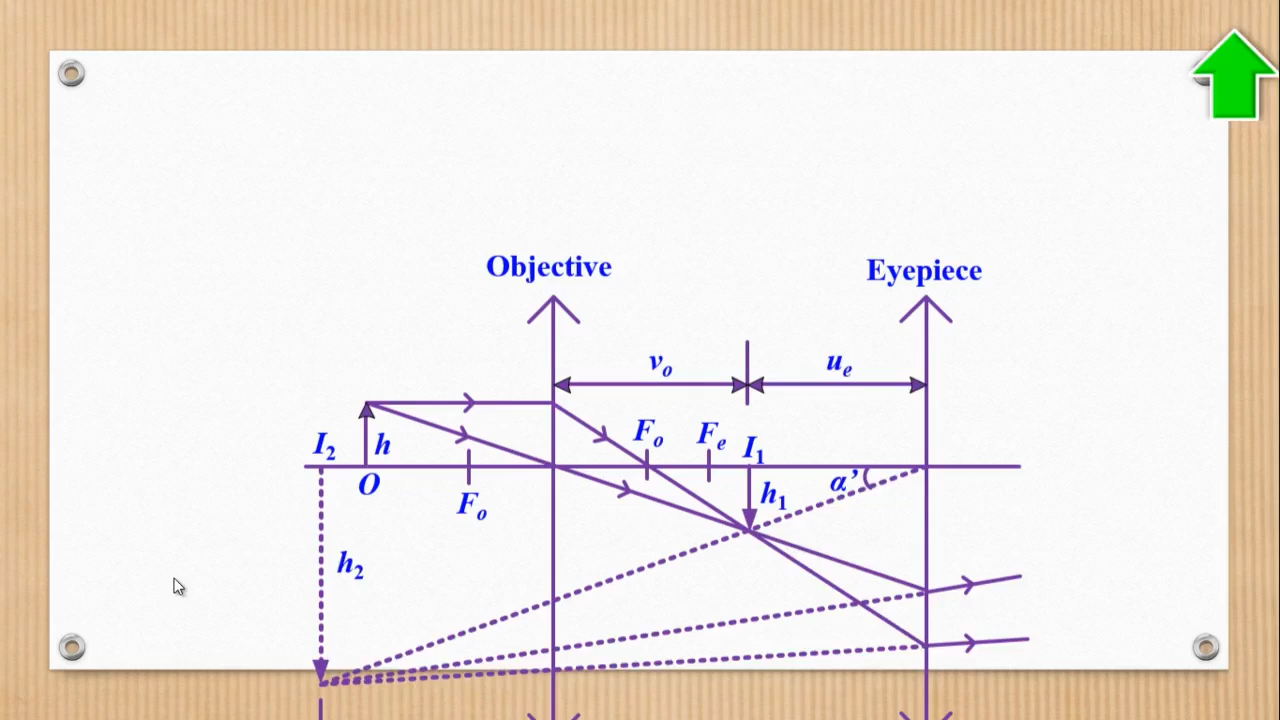 Objective
Eyepiece
vₒ
uₑ
Fₒ
Fₑ
I₁
I₂
h
O
Fₒ
h₁
α’
h₂